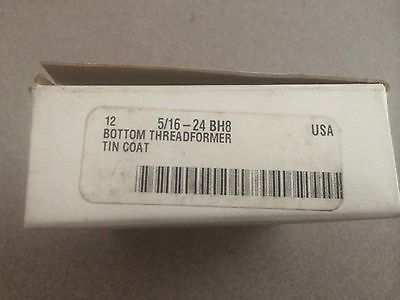 12 5/16-24 BH8 USA
BOTTOM THREADFORMER
TIN COAT